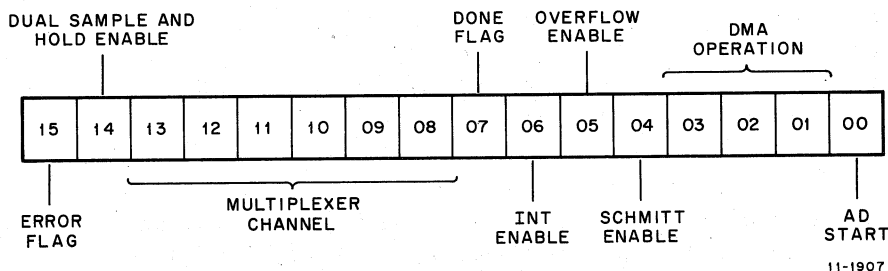 DUAL SAMPLE AND
HOLD ENABLE
DONE
FLAG
OVERFLOW
ENABLE
DMA
OPERATION
15 14 13 12 11 10 09 08 07 06 05 04 03 02 01 00
ERROR
FLAG
MULTIPLEXER
CHANNEL
INT
ENABLE
SCHMITT
ENABLE
AD
START
11-1907